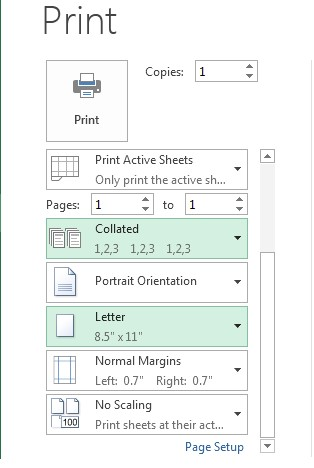 Print
Copies: 1
Print
Print Active Sheets
Only print the active sh...
Pages: 1 to 1
Collated
1,2,3 1,2,3 1,2,3
Portrait Orientation
Letter
8.5" x 11"
Normal Margins
Left: 0.7" Right: 0.7"
No Scaling
100
Print sheets at their act...
Page Setup